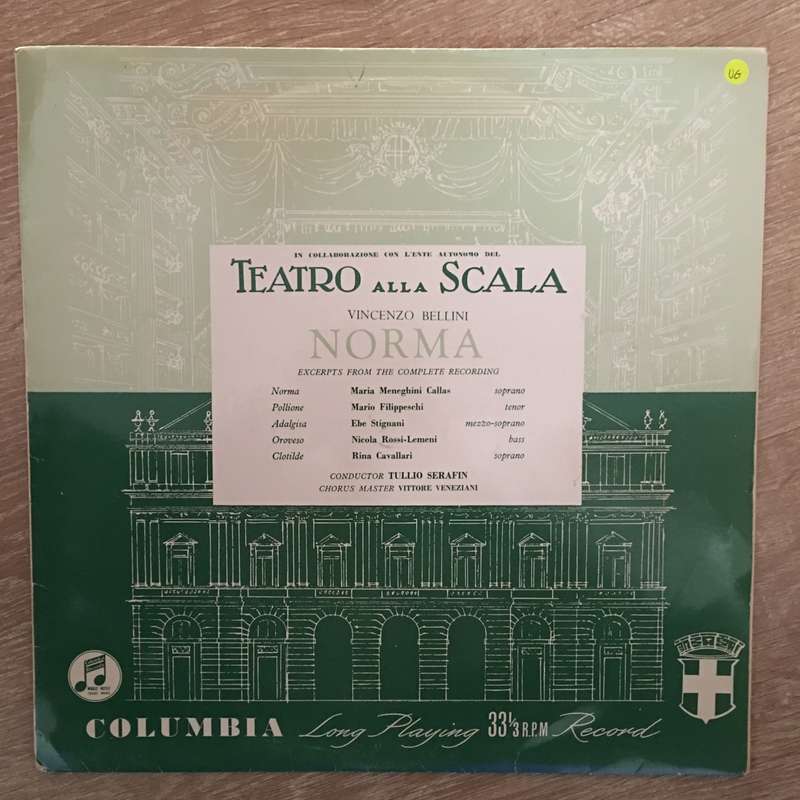 UG
IN COLLABORAZIONE CON L'ENTE AUTONOMO DEL
TEATRO ALLA SCALA
VINCENZO BELLINI
NORMA
EXCERPTS FROM THE COMPLETE RECORDING
Norma Maria Meneghini Callas soprano
Pollione Mario Filippeschi tenor
Adalgisa Ebe Stignani mezzo-soprano
Oroveso Nicola Rossi-Lemeni bass
Clotilde Rina Cavallari soprano
CONDUCTOR TULLIO SERAFIN
CHORUS MASTER VITTORE VENEZIANI
COLUMBIA Long Playing 33⅓ R.P.M Record